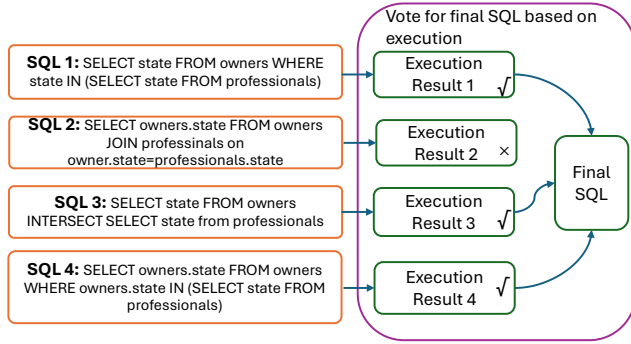 Vote for final SQL based on
execution
SQL 1: SELECT state FROM owners WHERE
state IN (SELECT state FROM professionals)
Execution
Result 1 √
SQL 2: SELECT owners.state FROM owners
JOIN professinals on
owner.state=professionals.state
Execution
Result 2 ×
SQL 3: SELECT state FROM owners
INTERSECT SELECT state from professionals
Execution
Result 3 √
SQL 4: SELECT owners.state FROM owners
WHERE owners.state IN (SELECT state FROM
professionals)
Execution
Result 4 √
Final
SQL